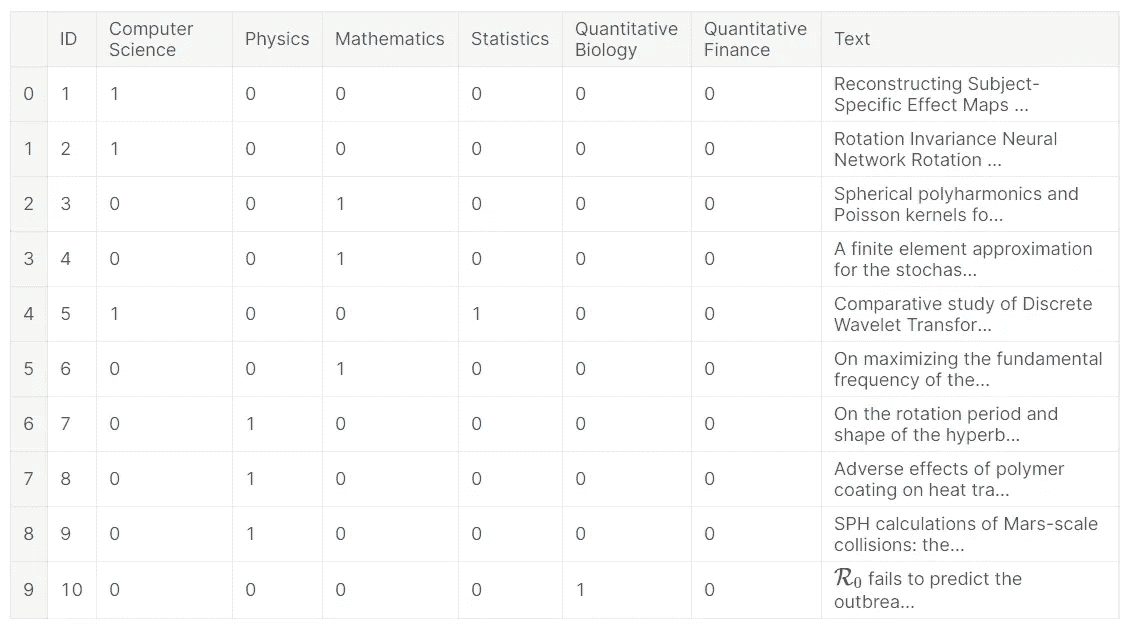 ID Computer Science Physics Mathematics Statistics Quantitative Biology Quantitative Finance Text
0 1 1 0 0 0 0 0 Reconstructing Subject-
Specific Effect Maps ...
1 2 1 0 0 0 0 0 Rotation Invariance Neural
Network Rotation ...
2 3 0 0 1 0 0 0 Spherical polyharmonics and
Poisson kernels fo...
3 4 0 0 1 0 0 0 A finite element approximation
for the stochas...
4 5 1 0 0 1 0 0 Comparative study of Discrete
Wavelet Transfor...
5 6 0 0 1 0 0 0 On maximizing the fundamental
frequency of the...
6 7 0 1 0 0 0 0 On the rotation period and
shape of the hyperb...
7 8 0 1 0 0 0 0 Adverse effects of polymer
coating on heat tra...
8 9 0 1 0 0 0 0 SPH calculations of Mars-scale
collisions: the...
9 10 0 0 0 0 1 0 𝓡₀ fails to predict the
outbrea...